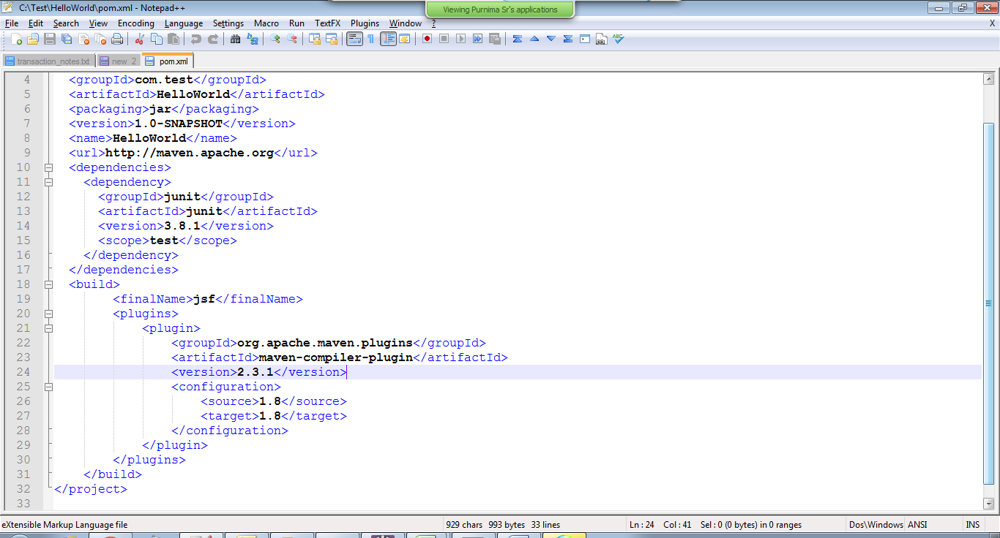 C:\Test\HelloWorld\pom.xml - Notepad++
Viewing Purnima Sr's applications
File Edit Search View Encoding Language Settings Macro Run TextFX Plugins Window ? X
transaction_notes.txt new 2 pom.xml
4 <groupId>com.test</groupId>
5 <artifactId>HelloWorld</artifactId>
6 <packaging>jar</packaging>
7 <version>1.0-SNAPSHOT</version>
8 <name>HelloWorld</name>
9 <url>http://maven.apache.org</url>
10 <dependencies>
11 <dependency>
12 <groupId>junit</groupId>
13 <artifactId>junit</artifactId>
14 <version>3.8.1</version>
15 <scope>test</scope>
16 </dependency>
17 </dependencies>
18 <build>
19 <finalName>jsf</finalName>
20 <plugins>
21 <plugin>
22 <groupId>org.apache.maven.plugins</groupId>
23 <artifactId>maven-compiler-plugin</artifactId>
24 <version>2.3.1</version>
25 <configuration>
26 <source>1.8</source>
27 <target>1.8</target>
28 </configuration>
29 </plugin>
30 </plugins>
31 </build>
32 </project>
33
eXtensible Markup Language file 929 chars 993 bytes 33 lines Ln : 24 Col : 41 Sel : 0 (0 bytes) in 0 ranges Dos\Windows ANSI INS